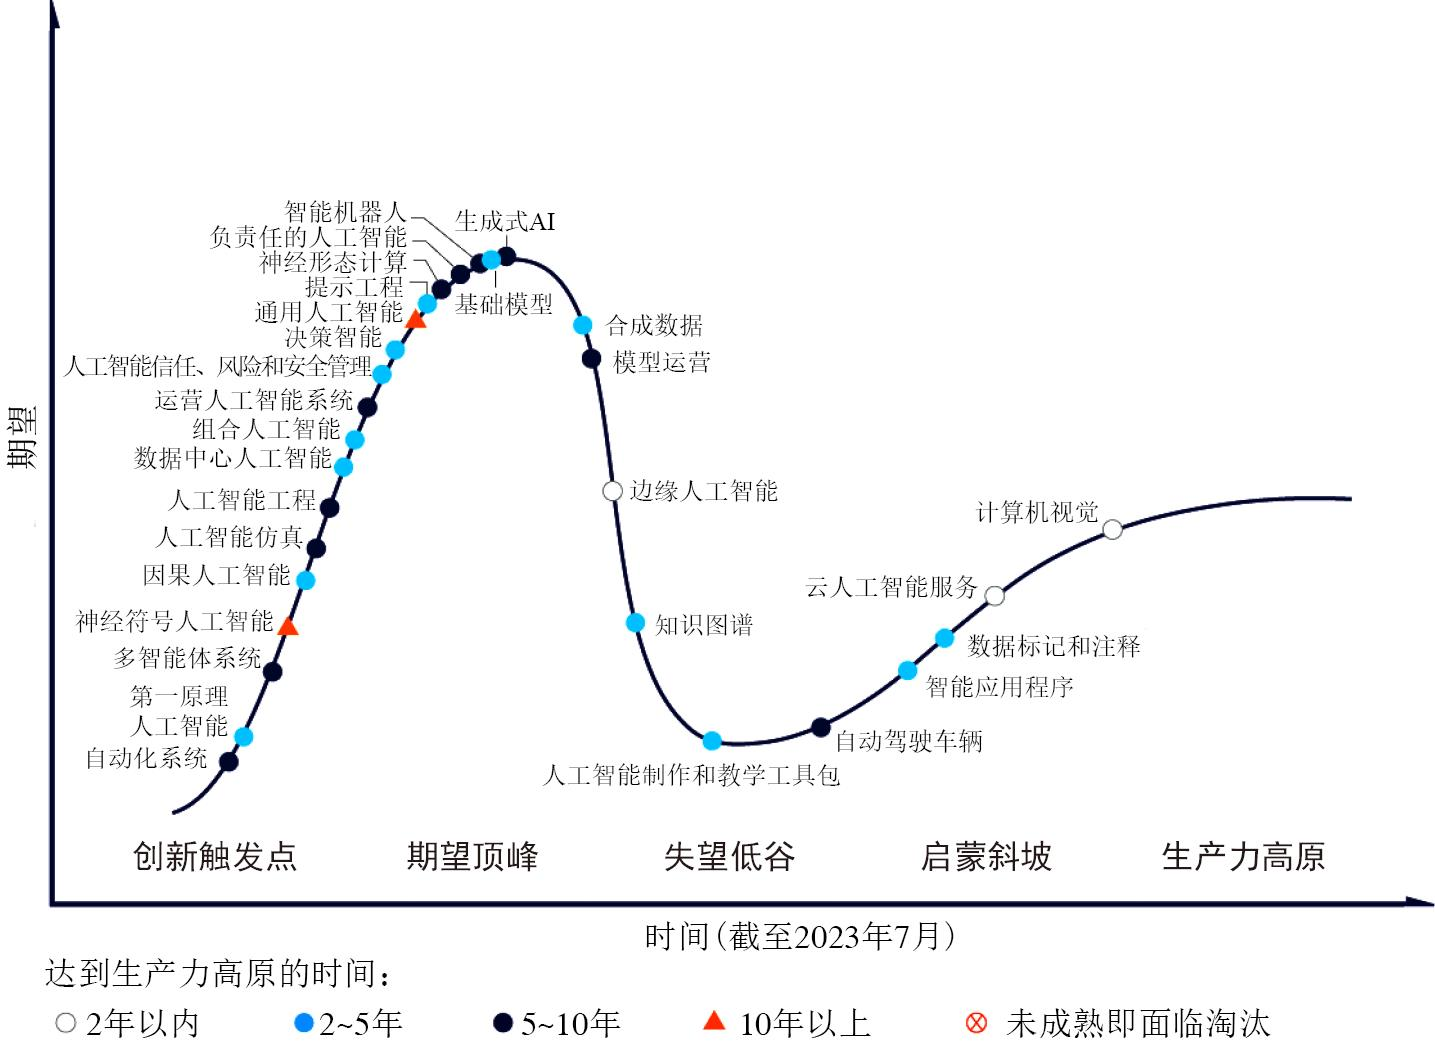 智能机器人
生成式AI
负责任的人工智能
神经形态计算
提示工程
基础模型
通用人工智能
决策智能
人工智能信任、风险和安全管理
运营人工智能系统
组合人工智能
数据中心人工智能
人工智能工程
人工智能仿真
因果人工智能
神经符号人工智能
多智能体系统
第一原理
人工智能
自动化系统
合成数据
模型运营
边缘人工智能
知识图谱
人工智能制作和教学工具包
自动驾驶车辆
智能应用程序
数据标记和注释
云人工智能服务
计算机视觉
期望
创新触发点
期望顶峰
失望低谷
启蒙斜坡
生产力高原
时间(截至2023年7月)
达到生产力高原的时间:
2年以内
2~5年
5~10年
10年以上
未成熟即面临淘汰